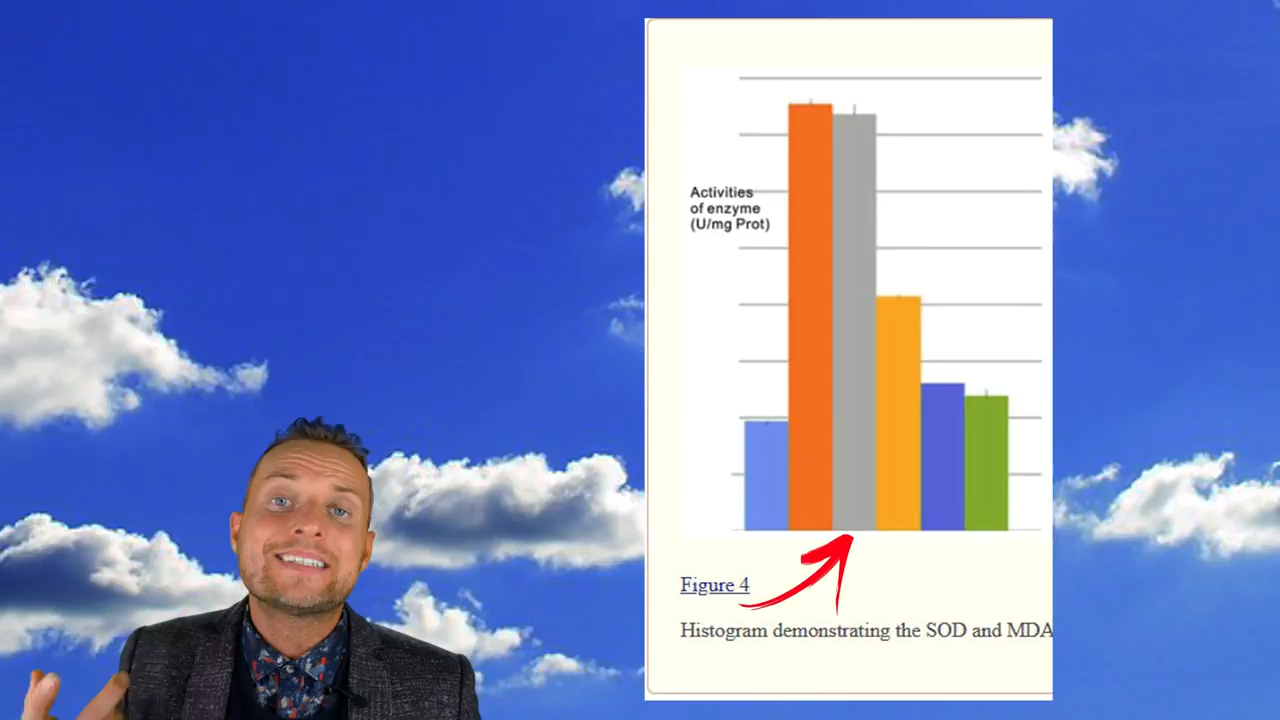 Activities
of enzyme
(U/mg Prot)
Figure 4
Histogram demonstrating the SOD and MDA